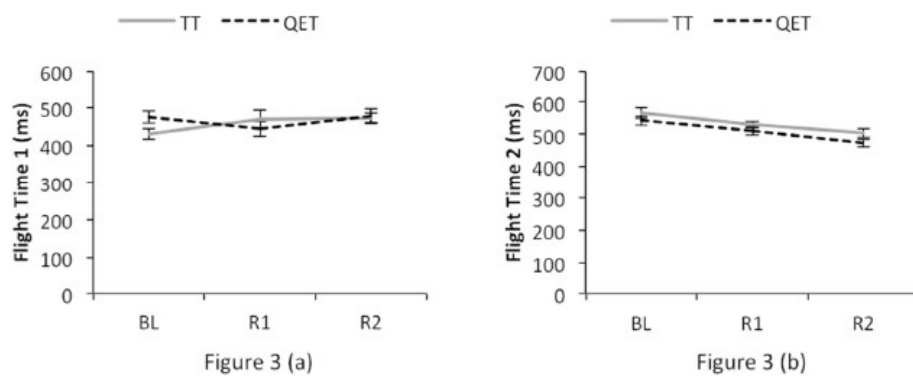 TT QET
Flight Time 1 (ms)
600
500
400
300
200
100
0
BL R1 R2
Figure 3 (a)
TT QET
Flight Time 2 (ms)
700
600
500
400
300
200
100
0
BL R1 R2
Figure 3 (b)